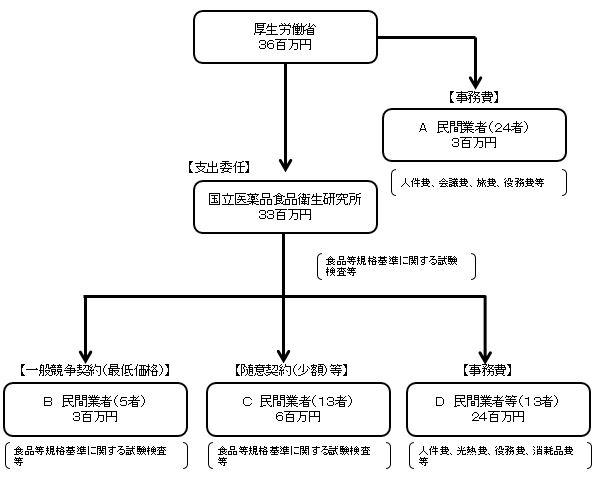 厚生労働省
36百万円
【事務費】
A 民間業者(24者)
3百万円
人件費、会議費、旅費、役務費等
【支出委任】
国立医薬品食品衛生研究所
33百万円
食品等規格基準に関する試験
検査等
【一般競争契約(最低価格)】
B 民間業者(5者)
3百万円
食品等規格基準に関する試験検査
等
【随意契約(少額)等】
C 民間業者(13者)
6百万円
食品等規格基準に関する試験検査
等
【事務費】
D 民間業者等(13者)
24百万円
人件費、光熱費、役務費、消耗品費
等